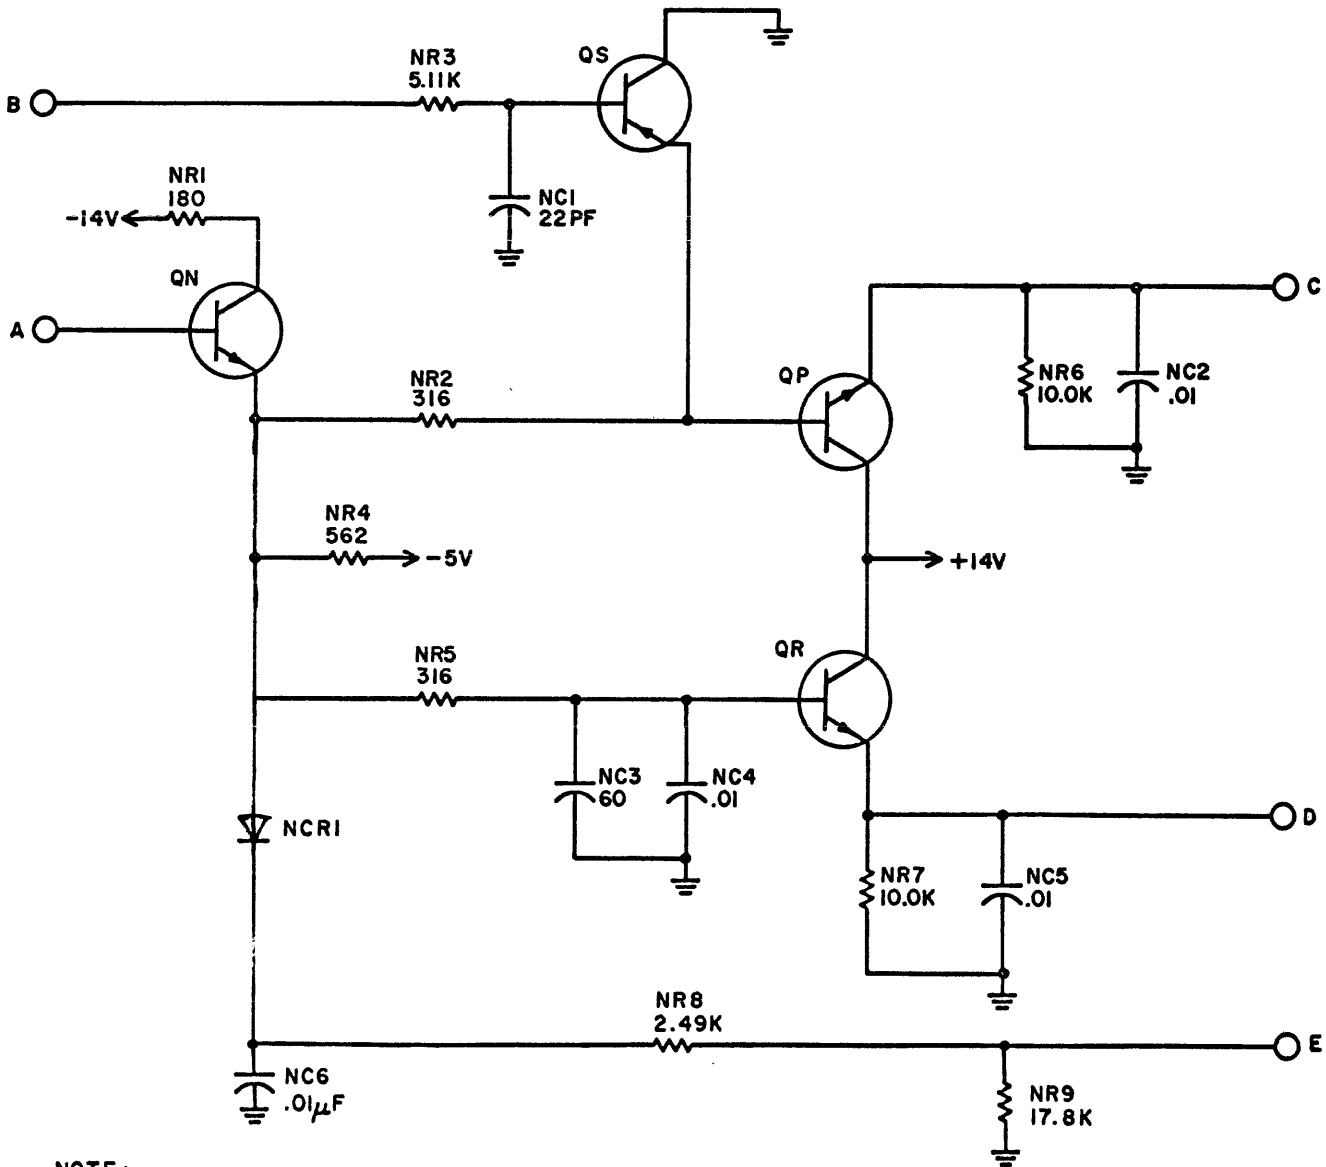 QS
NR3
5.11K
B
NR1
180
NC1
22PF
-14V
QN
C
A
NR2
316
QP
NR6
10.0K
NC2
.01
NR4
562
-5V
+14V
NR5
316
QR
NC3
60
NC4
.01
D
NCR1
NR7
10.0K
NC5
.01
NR8
2.49K
E
NC6
.01µF
NR9
17.8K
NOTE: